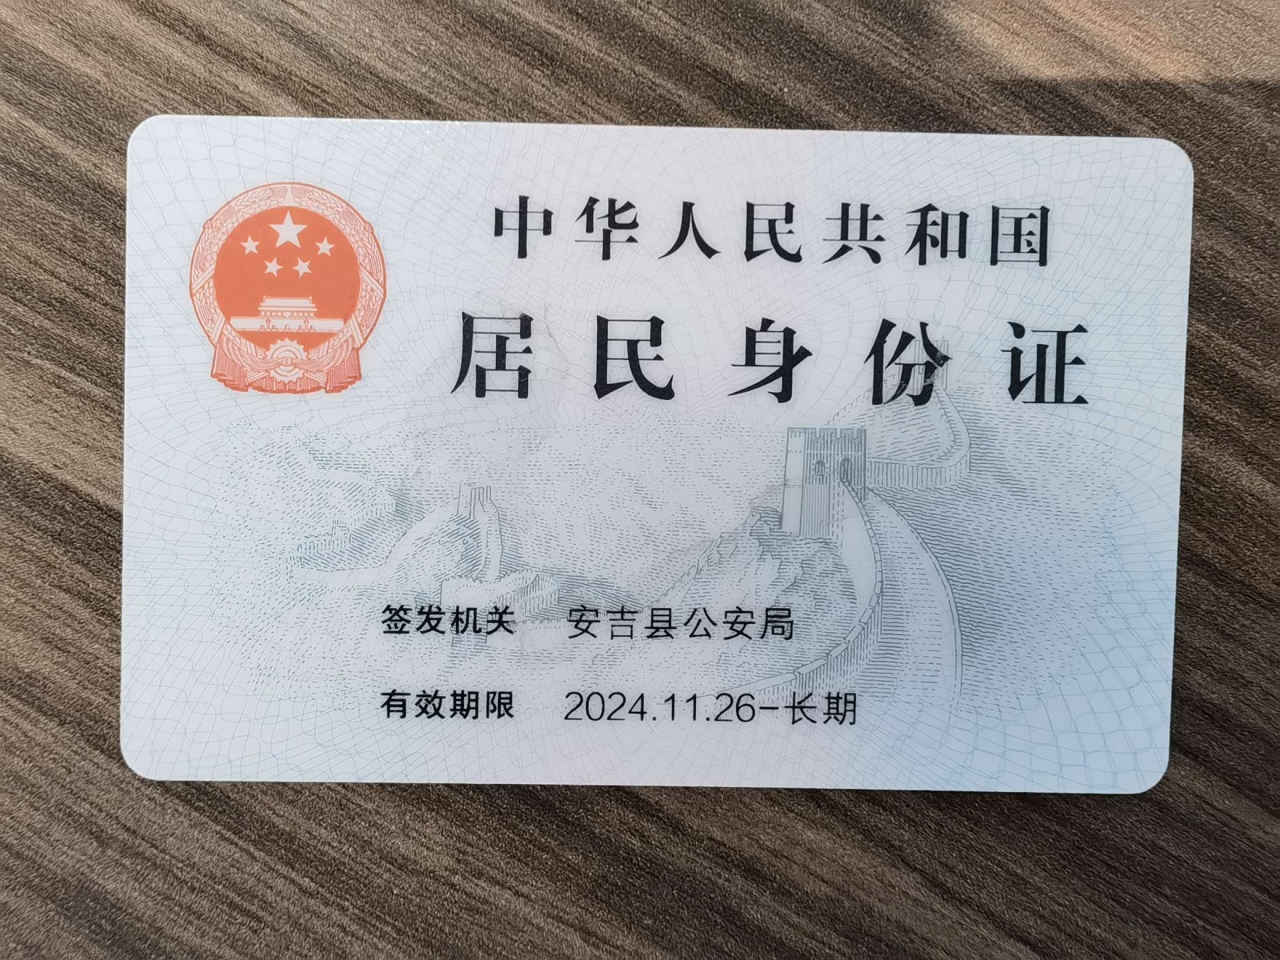 中华人民共和国
居民身份证
签发机关 安吉县公安局
有效期限 2024.11.26-长期